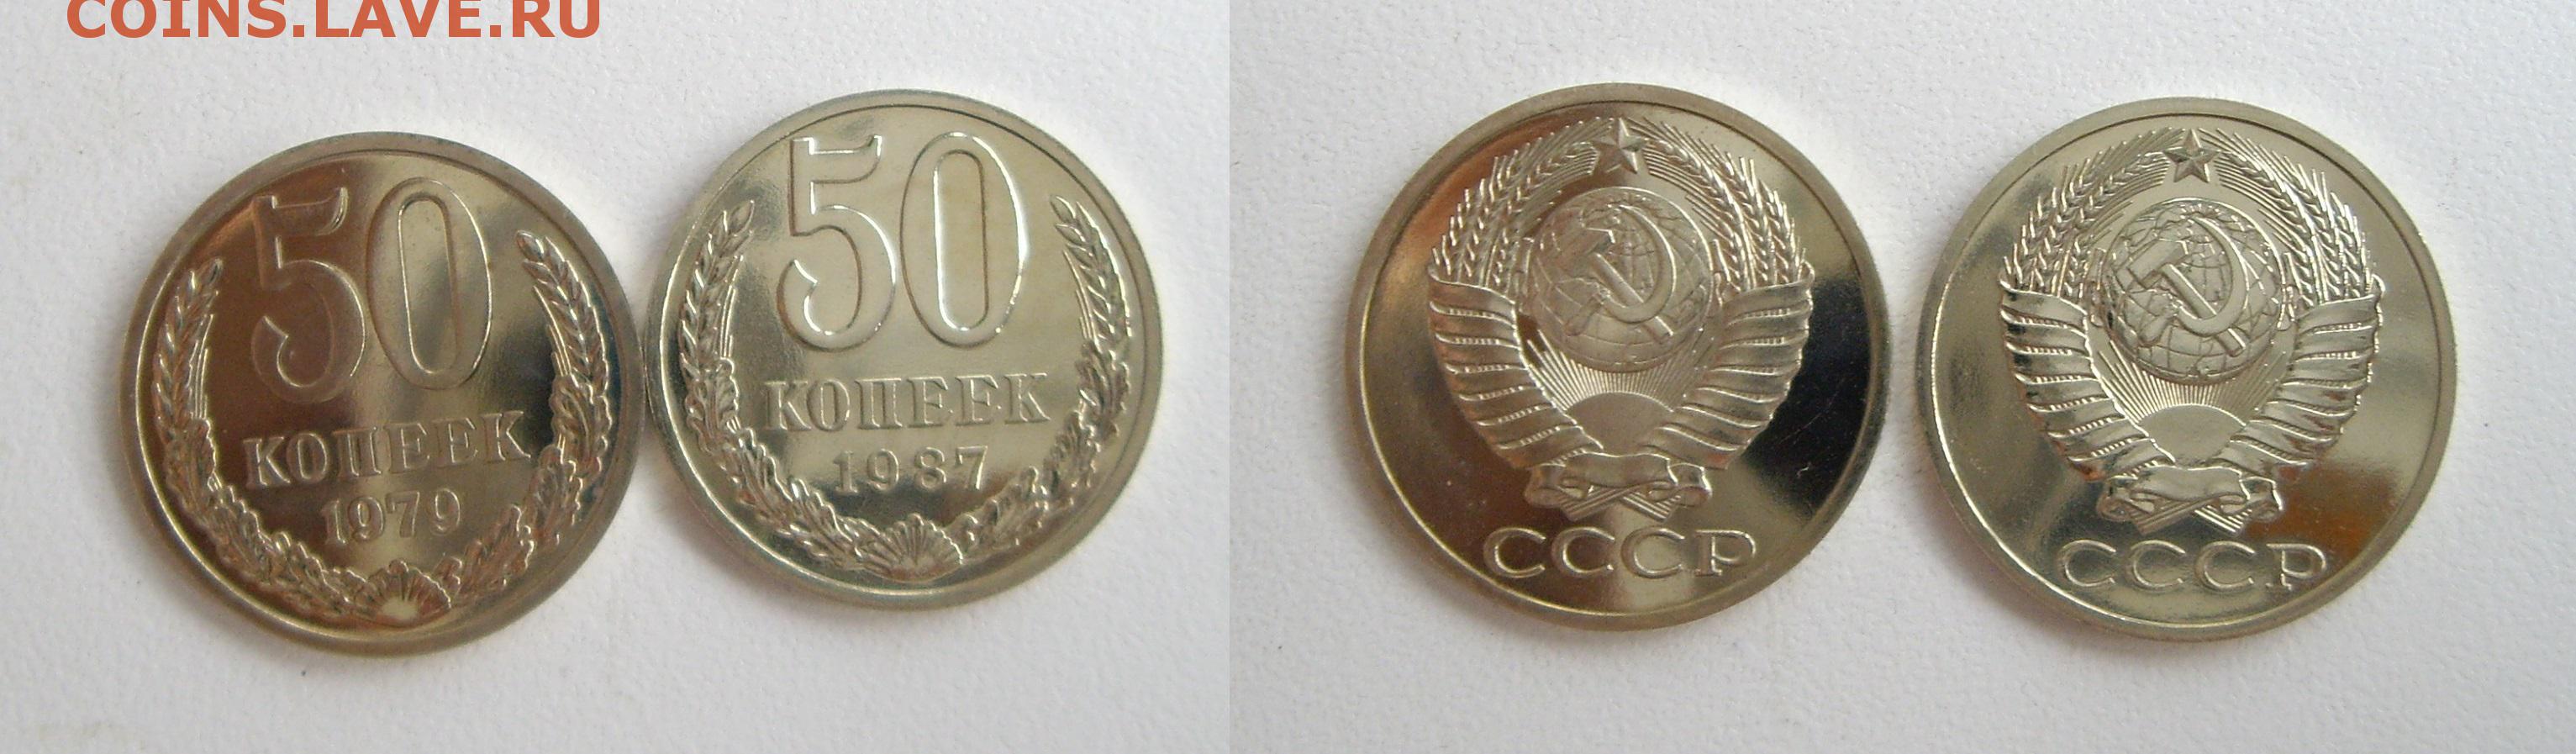 COINS.LAVE.RU
50
КОПЕЕК
1979
50
КОПЕЕК
1987
СССР
СССР